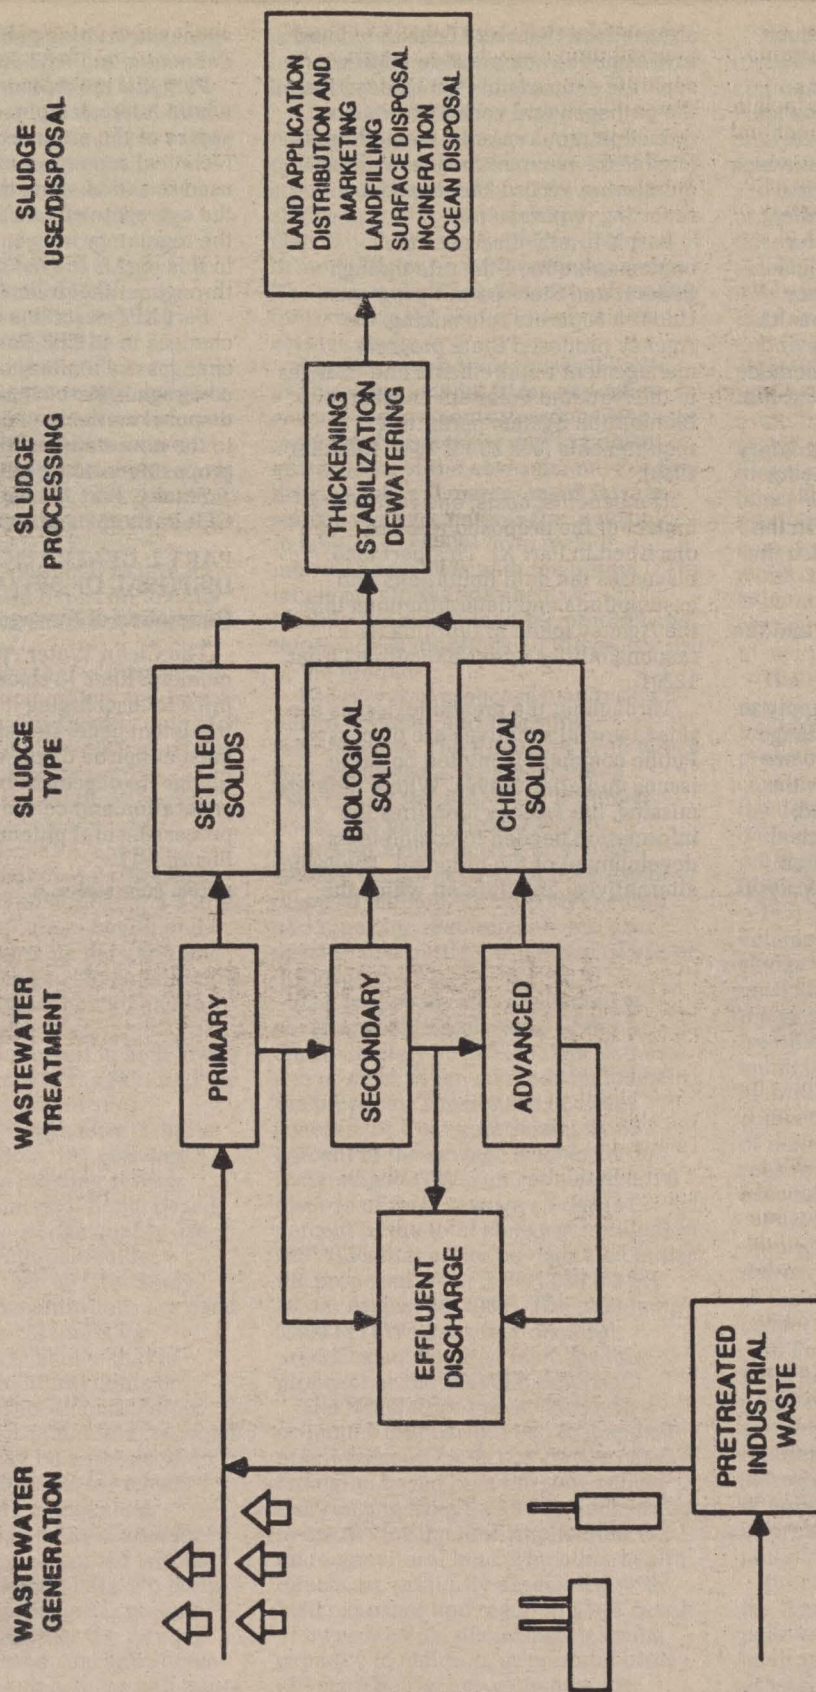 WASTEWATER
GENERATION
WASTEWATER
TREATMENT
SLUDGE
TYPE
SLUDGE
PROCESSING
SLUDGE
USE/DISPOSAL
PRIMARY
SETTLED
SOLIDS
SECONDARY
BIOLOGICAL
SOLIDS
ADVANCED
CHEMICAL
SOLIDS
THICKENING
STABILIZATION
DEWATERING
LAND APPLICATION
DISTRIBUTION AND
MARKETING
LANDFILLING
SURFACE DISPOSAL
INCINERATION
OCEAN DISPOSAL
EFFLUENT
DISCHARGE
PRETREATED
INDUSTRIAL
WASTE